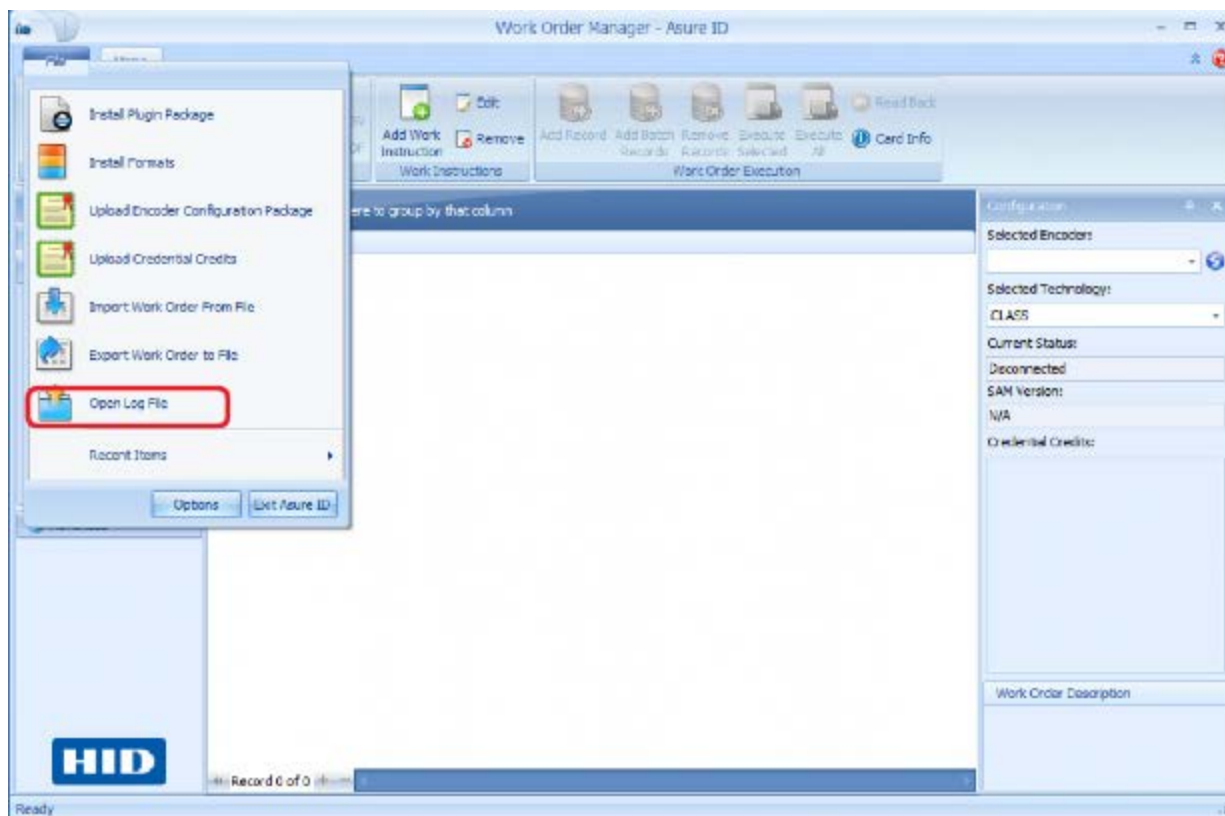 Work Order Manager - Asure ID
File
Home
Install Plugin Package
Install Formats
Upload Encoder Configuration Package
Upload Credential Credits
Import Work Order From File
Export Work Order to File
Open Log File
Recent Items
Options
Exit Asure ID
Add Work
Instruction
Edit
Remove
Work Instructions
Add Record
Add Batch
Records
Remove
Records
Execute
Selected
Execute
All
Read Back
Card Info
Work Order Execution
ere to group by that column
Configuration
Selected Encoder:
Selected Technology:
iCLASS
Current Status:
Disconnected
SAM Version:
N/A
Credential Credits:
Work Order Description
HID
Record 0 of 0
Ready